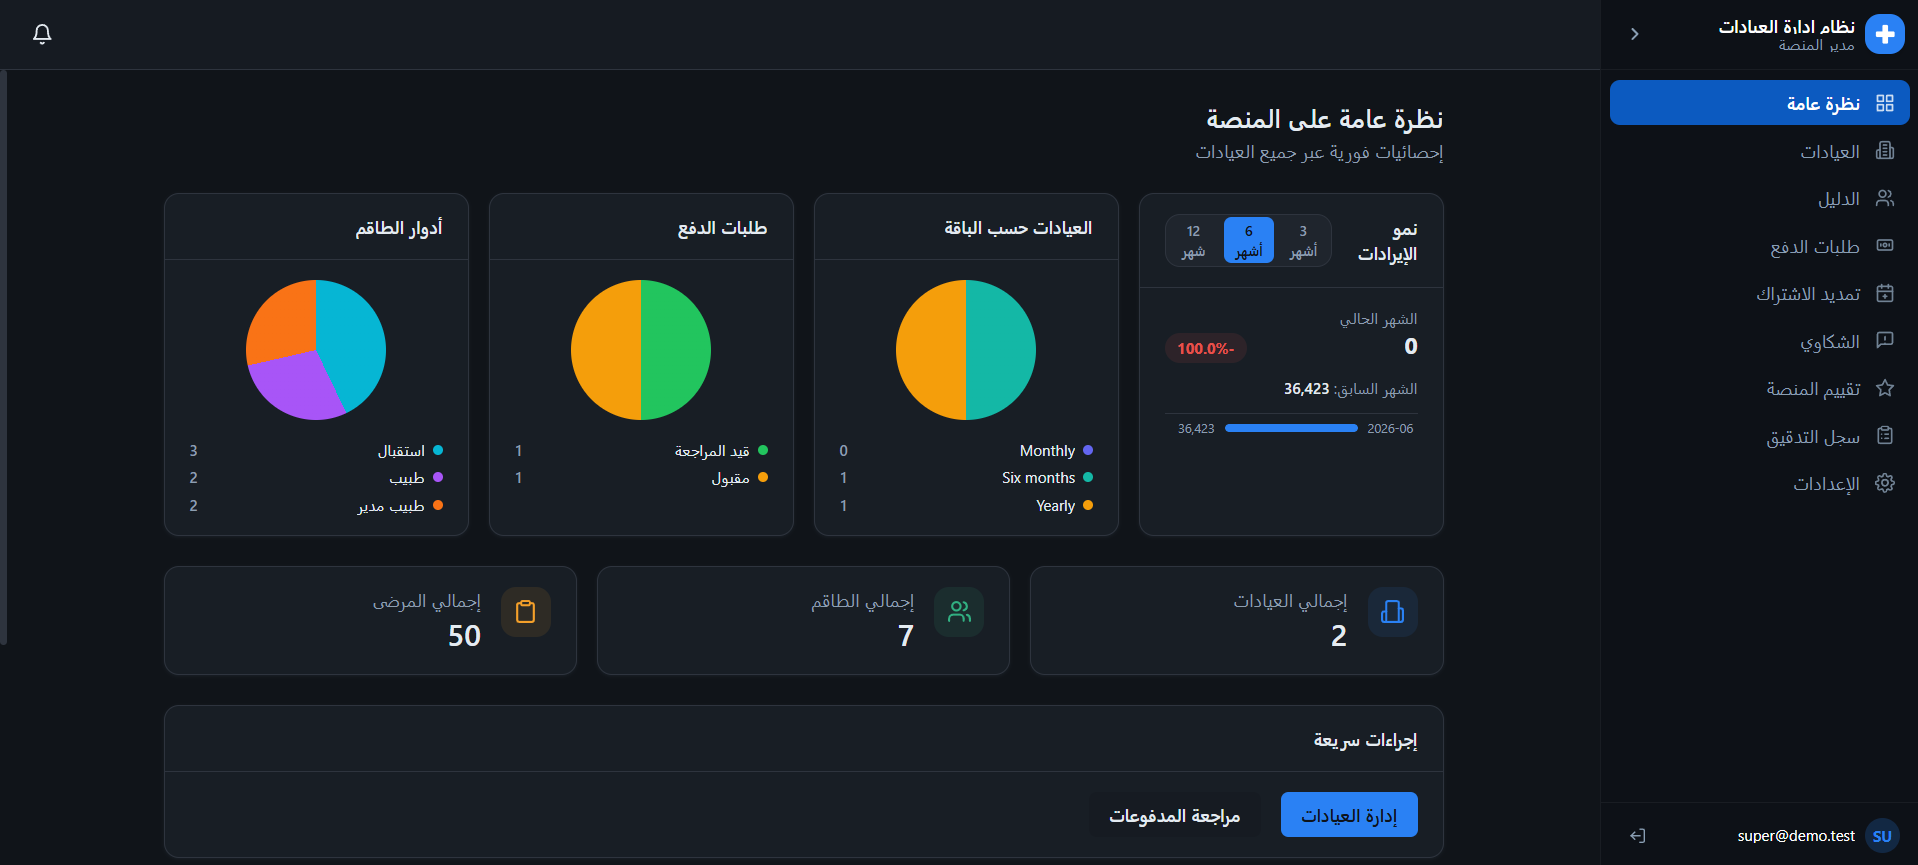 نظام ادارة العيادات
مدير المنصة
نظرة عامة
العيادات
الدليل
طلبات الدفع
تمديد الاشتراك
الشكاوي
تقييم المنصة
سجل التدقيق
الإعدادات
SU super@demo.test
نظرة عامة على المنصة
إحصائيات فورية عبر جميع العيادات
نمو الإيرادات
3 أشهر
6 أشهر
12 شهر
الشهر الحالي
0
-100.0%
الشهر السابق: 36,423
2026-06 36,423
العيادات حسب الباقة
Monthly 0
Six months 1
Yearly 1
طلبات الدفع
قيد المراجعة 1
مقبول 1
أدوار الطاقم
استقبال 3
طبيب 2
طبيب مدير 2
إجمالي العيادات
2
إجمالي الطاقم
7
إجمالي المرضى
50
إجراءات سريعة
إدارة العيادات
مراجعة المدفوعات